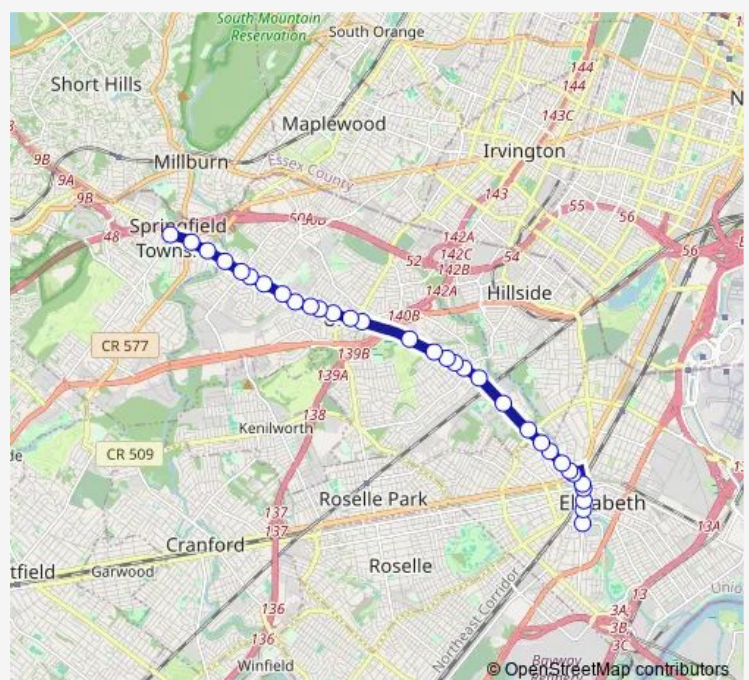 South Mountain
Reservation
South Orange
Short Hills
144
144
143C
Maplewood
Irvington
9B
Millburn
Essex County
9A
143
9B
55
56
Springfield
48
Towns
142A
142C
142B
52
54
56
142A
Hillside
140B
CR 577
139B
139A
138
Kenilworth
CR 509
Roselle Park
Elizabeth
137
137
13A
Cranford
tfield
Garwood
Roselle
Northeast Corridor
13
136
136
3A
3B
3C
Winfield
© OpenStreetMap contributors